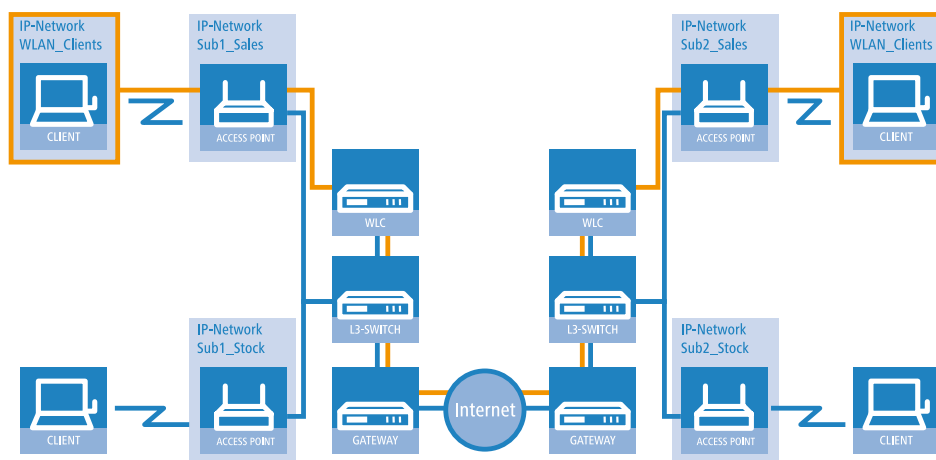 IP-Network
WLAN_Clients
CLIENT
IP-Network
Sub1_Sales
ACCESS POINT
IP-Network
Sub2_Sales
ACCESS POINT
IP-Network
WLAN_Clients
CLIENT
WLC
WLC
L3-SWITCH
L3-SWITCH
CLIENT
IP-Network
Sub1_Stock
ACCESS POINT
GATEWAY
Internet
GATEWAY
IP-Network
Sub2_Stock
ACCESS POINT
CLIENT